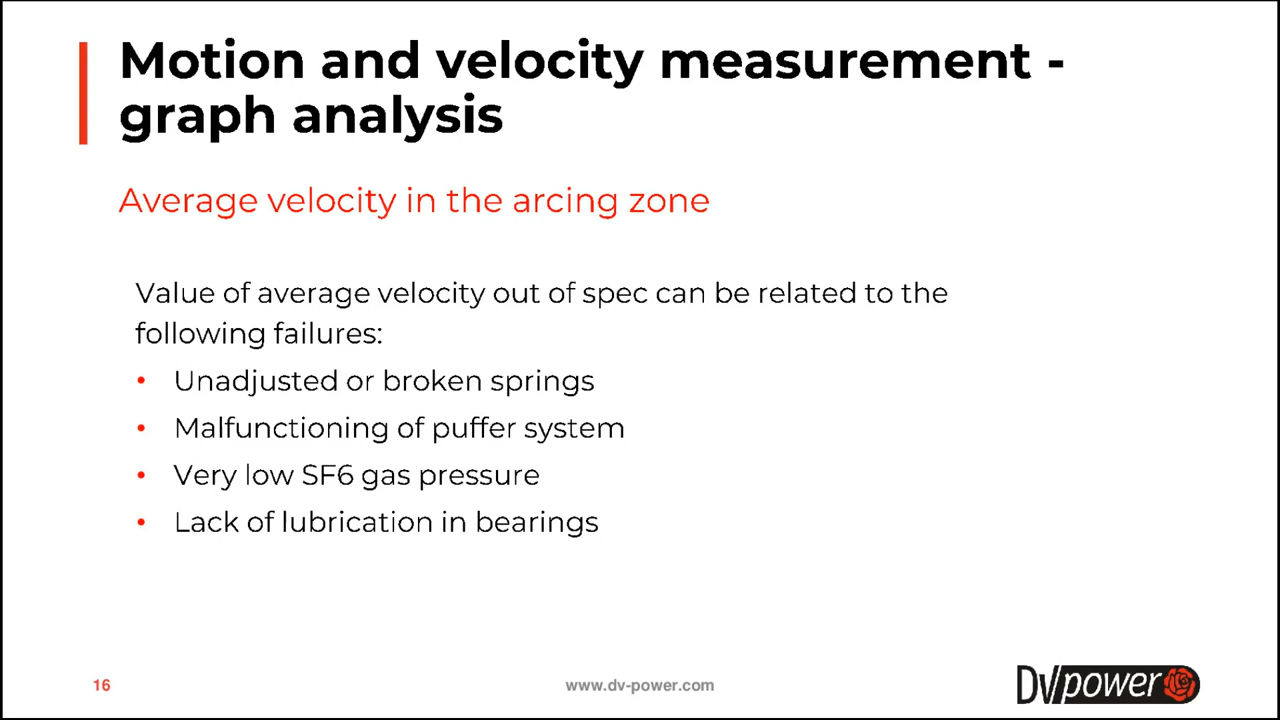 Motion and velocity measurement -
graph analysis
Average velocity in the arcing zone
Value of average velocity out of spec can be related to the
following failures:
• Unadjusted or broken springs
• Malfunctioning of puffer system
• Very low SF6 gas pressure
• Lack of lubrication in bearings
16
www.dv-power.com
DVpower